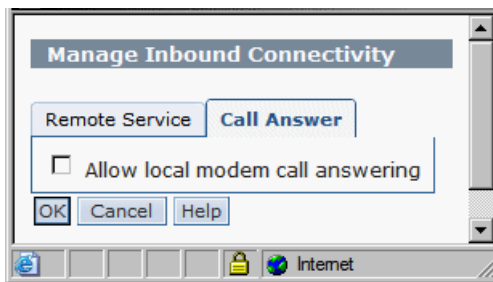 Manage Inbound Connectivity
Remote Service Call Answer
Allow local modem call answering
OK Cancel Help
Internet